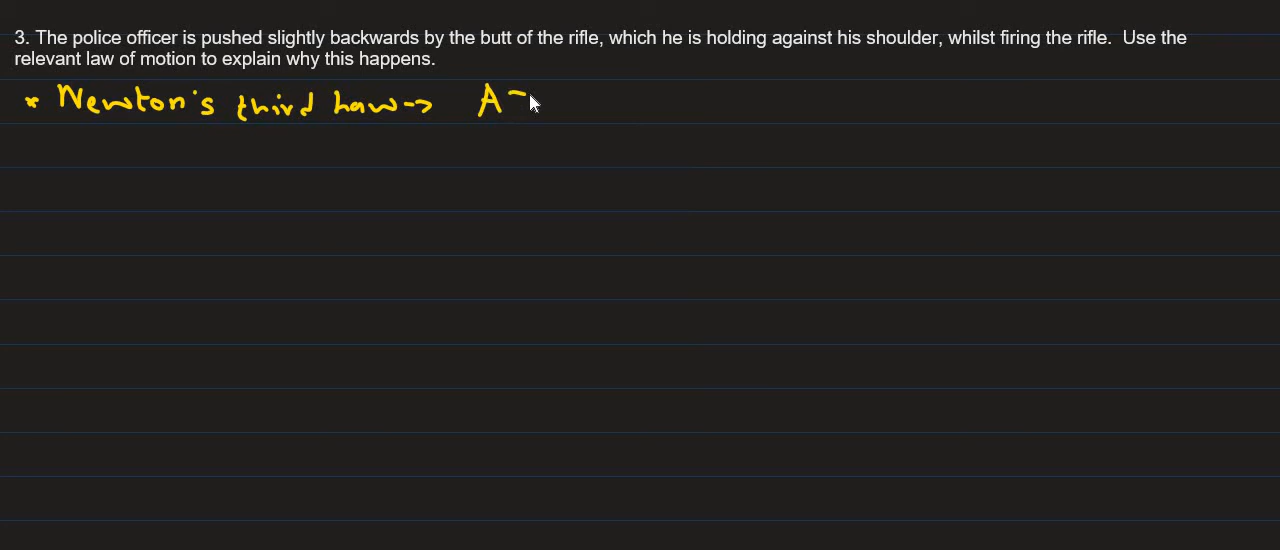 3. The police officer is pushed slightly backwards by the butt of the rifle, which he is holding against his shoulder, whilst firing the rifle.  Use the
relevant law of motion to explain why this happens.
* Newton's third Law → A